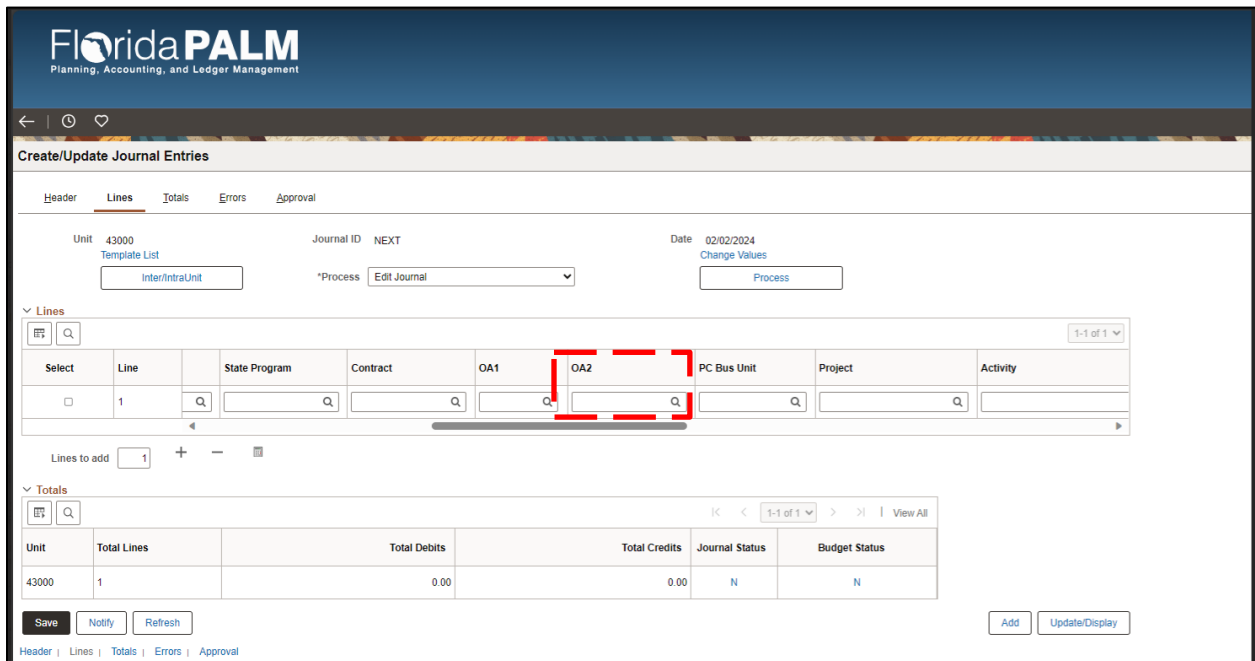 Florida PALM
Planning, Accounting, and Ledger Management
Create/Update Journal Entries
Header Lines Totals Errors Approval
Unit 43000 Journal ID NEXT Date 02/02/2024
Template List Change Values
Inter/IntraUnit *Process Edit Journal Process
Lines
1-1 of 1
Select Line State Program Contract OA1 OA2 PC Bus Unit Project Activity
1
Lines to add 1
Totals
1-1 of 1 | View All
Unit Total Lines Total Debits Total Credits Journal Status Budget Status
43000 1 0.00 0.00 N N
Save Notify Refresh Add Update/Display
Header | Lines | Totals | Errors | Approval